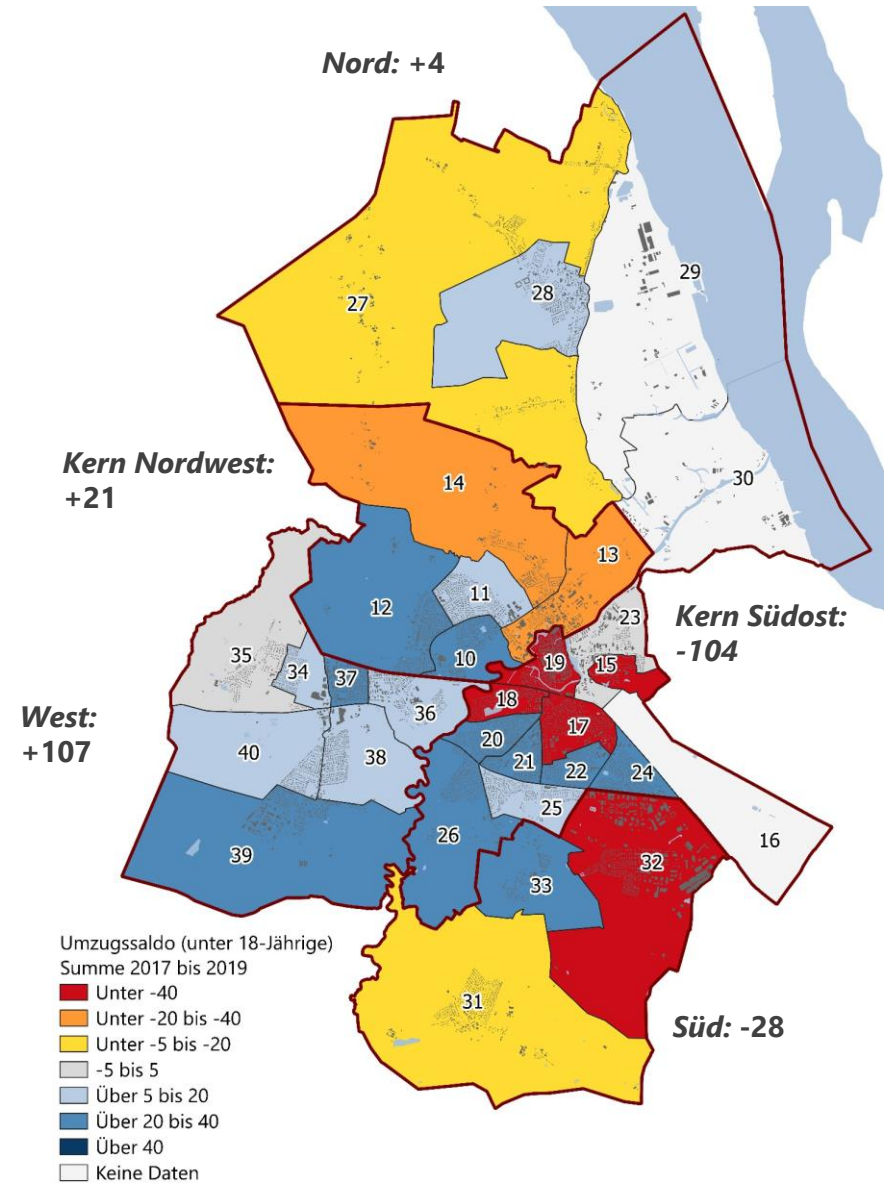 Nord: +4
29
28
27
Kern Nordwest:
+21
14
30
13
11
12
Kern Südost:
-104
23
35
10
19
15
34
37
18
36
17
West:
+107
20
40
38
21
22
24
25
16
39
26
32
33
Umzugssaldo (unter 18-Jährige)
Summe 2017 bis 2019
Unter -40
31
Unter -20 bis -40
Süd: -28
Unter -5 bis -20
-5 bis 5
Über 5 bis 20
Über 20 bis 40
Über 40
Keine Daten